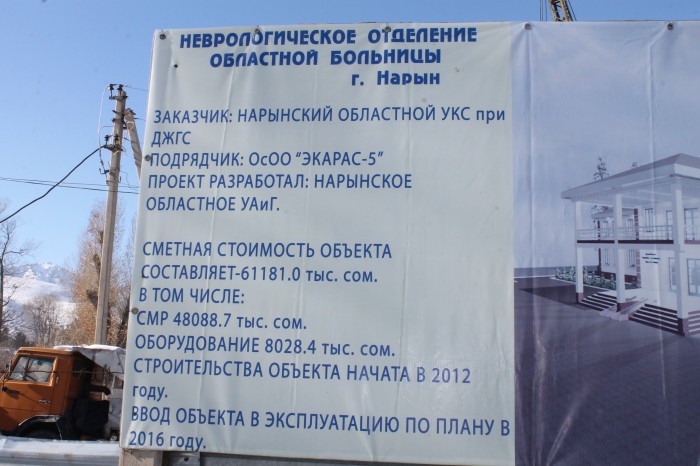 НЕВРОЛОГИЧЕСКОЕ ОТДЕЛЕНИЕ
ОБЛАСТНОЙ БОЛЬНИЦЫ
г. Нарын
ЗАКАЗЧИК: НАРЫНСКИЙ ОБЛАСТНОЙ УКС при
ДЖГС
ПОДРЯДЧИК: ОсОО "ЭКАРАС-5"
ПРОЕКТ РАЗРАБОТАЛ: НАРЫНСКОЕ
ОБЛАСТНОЕ УАиГ.
СМЕТНАЯ СТОИМОСТЬ ОБЪЕКТА
СОСТАВЛЯЕТ-61181.0 тыс. сом.
В ТОМ ЧИСЛЕ:
СМР 48088.7 тыс. сом.
ОБОРУДОВАНИЕ 8028.4 тыс. сом.
СТРОИТЕЛЬСТВА ОБЪЕКТА НАЧАТА В 2012
году.
ВВОД ОБЪЕКТА В ЭКСПЛУАТАЦИЮ ПО ПЛАНУ В
2016 году.